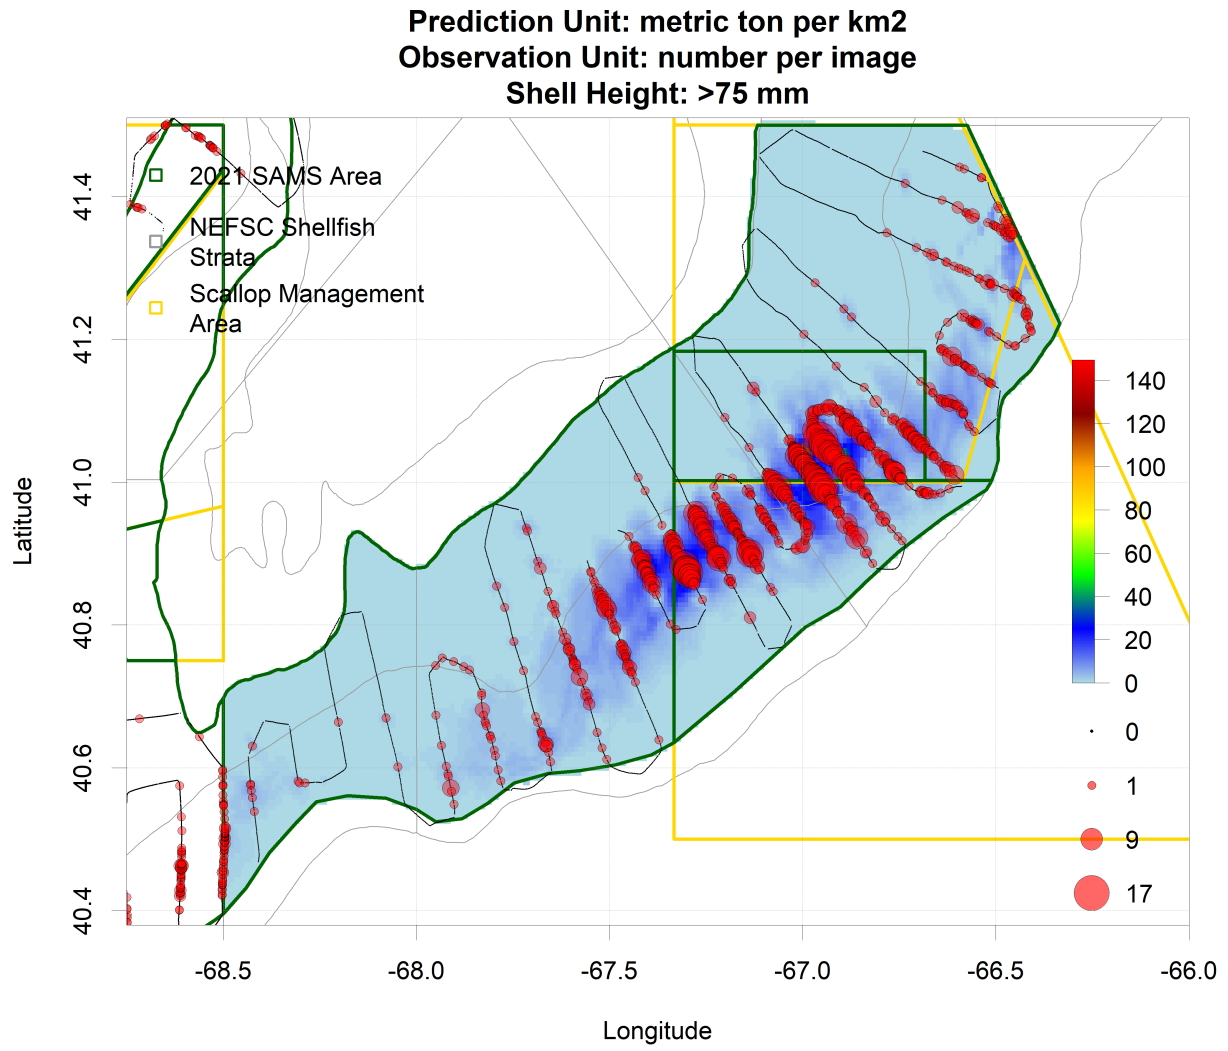 Prediction Unit: metric ton per km2
Observation Unit: number per image
Shell Height: >75 mm
2021 SAMS Area
NEFSC Shellfish
Strata
Scallop Management
Area
41.4
41.2
41.0
40.8
40.6
40.4
Latitude
140
120
100
80
60
40
20
0
0
1
9
17
-68.5
-68.0
-67.5
-67.0
-66.5
-66.0
Longitude